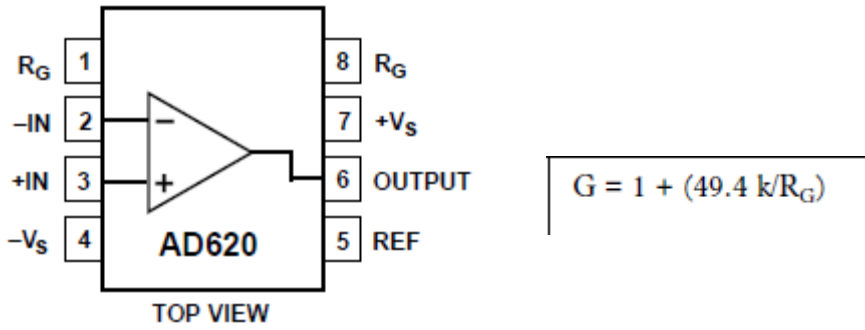 R_G 1 8 R_G
–IN 2 − 7 +V_S
+IN 3 + 6 OUTPUT
–V_S 4 AD620 5 REF
TOP VIEW
G = 1 + (49.4 k/R_G)